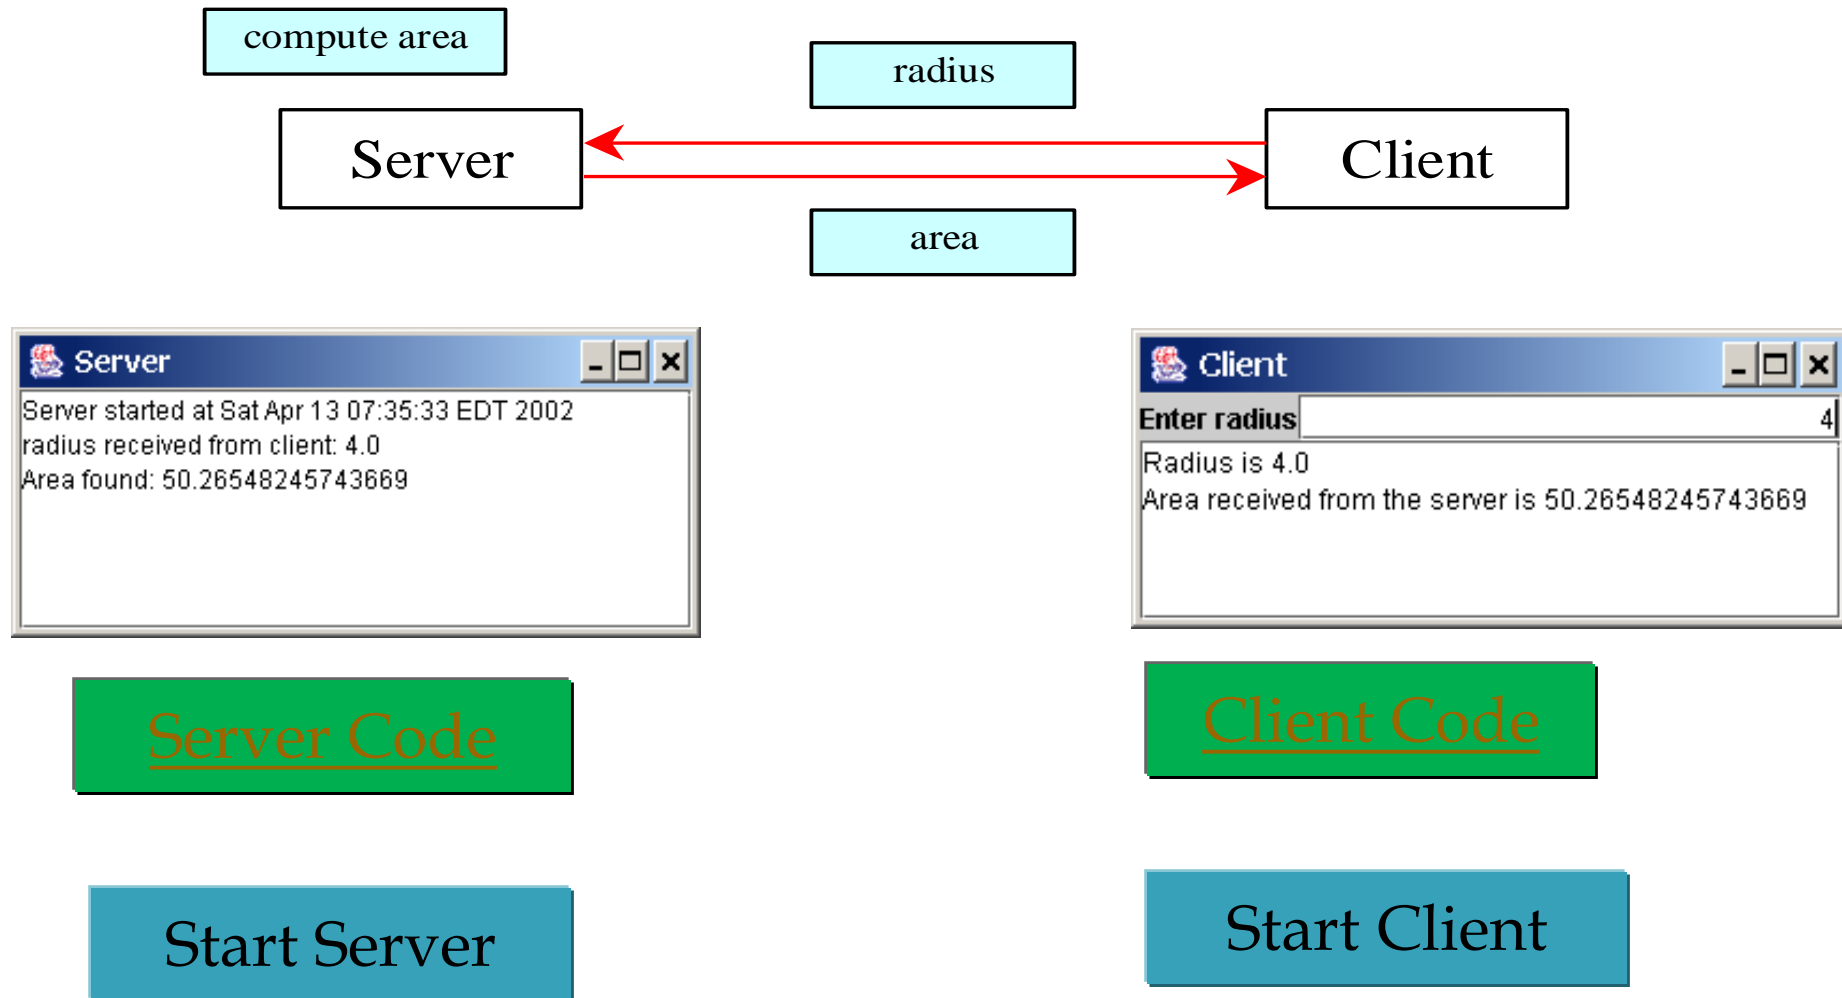 compute area
radius
Server
Client
area
Server
Server started at Sat Apr 13 07:35:33 EDT 2002
radius received from client: 4.0
Area found: 50.26548245743669
Client
Enter radius 4
Radius is 4.0
Area received from the server is 50.26548245743669
Server Code
Client Code
Start Server
Start Client